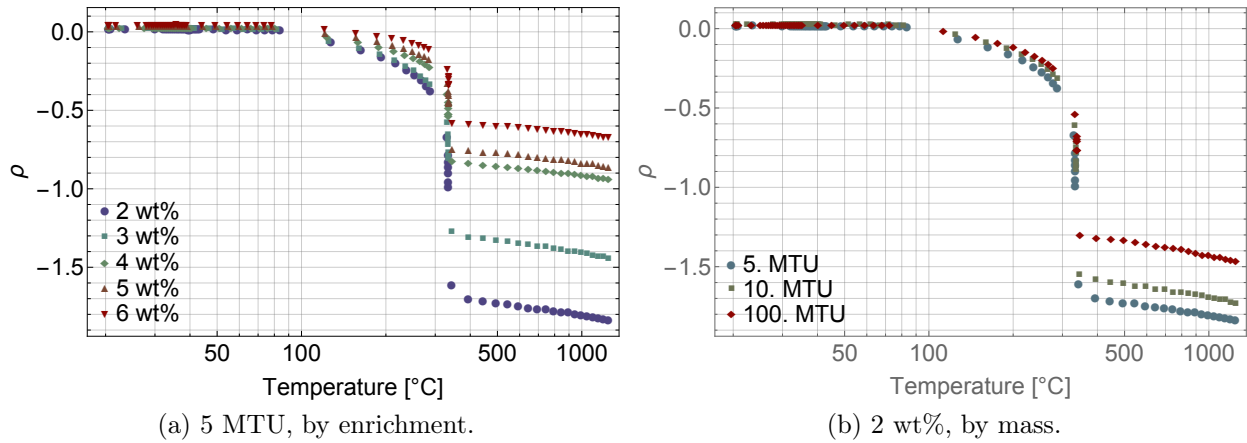 0.0
−0.5
−1.0
−1.5
ρ
2 wt%
3 wt%
4 wt%
5 wt%
6 wt%
50 100 500 1000
Temperature [°C]
(a) 5 MTU, by enrichment.
0.0
−0.5
−1.0
−1.5
ρ
5. MTU
10. MTU
100. MTU
50 100 500 1000
Temperature [°C]
(b) 2 wt%, by mass.